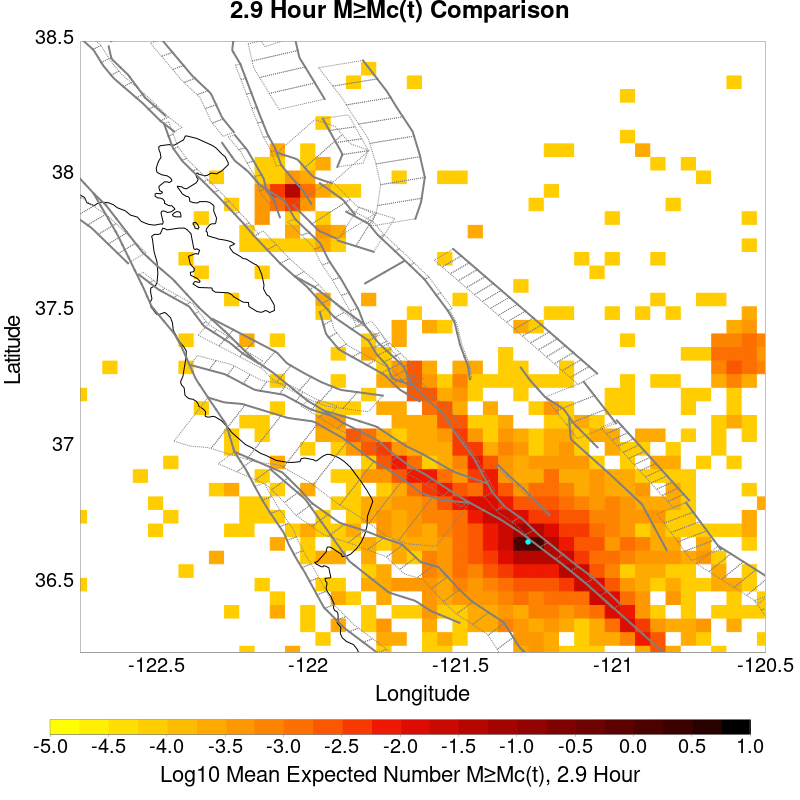 2.9 Hour M≥Mc(t) Comparison
38.5
38
37.5
37
36.5
Latitude
-122.5 -122 -121.5 -121 -120.5
Longitude
-5.0 -4.5 -4.0 -3.5 -3.0 -2.5 -2.0 -1.5 -1.0 -0.5 0.0 0.5 1.0
Log10 Mean Expected Number M≥Mc(t), 2.9 Hour